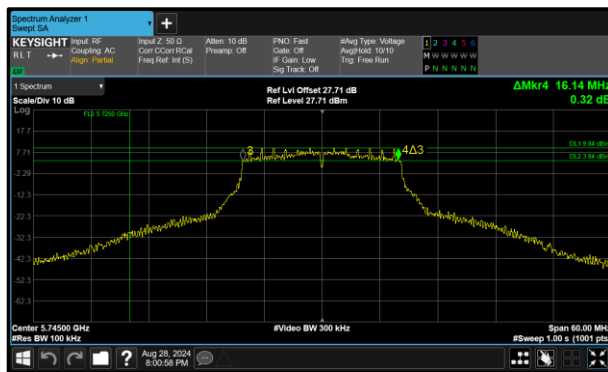 Spectrum Analyzer 1
Swept SA
KEYSIGHT
RLT
Input: RF
Coupling: AC
Align: Partial
Input Z: 50 Ω
Corr CCorr RCal
Freq Ref: Int (S)
Atten: 10 dB
Preamp: Off
PNO: Fast
Gate: Off
IF Gain: Low
Sig Track: Off
#Avg Type: Voltage
Avg|Hold: 10/10
Trig: Free Run
1 2 3 4 5 6
M W W W W W
P N N N N N
1 Spectrum
Scale/Div 10 dB
Ref Lvl Offset 27.71 dB
Ref Level 27.71 dBm
ΔMkr4 16.14 MHz
0.32 dB
Log
FL2 5.7250 GHz
17.7
7.71
-2.29
-12.3
-22.3
-32.3
-42.3
-52.3
-62.3
3
4Δ3
DL1 9.84 dBm
DL2 3.84 dBm
Center 5.74500 GHz
#Video BW 300 kHz
Span 60.00 MHz
#Res BW 100 kHz
#Sweep 1.00 s (1001 pts)
?
Aug 28, 2024
8:00:58 PM